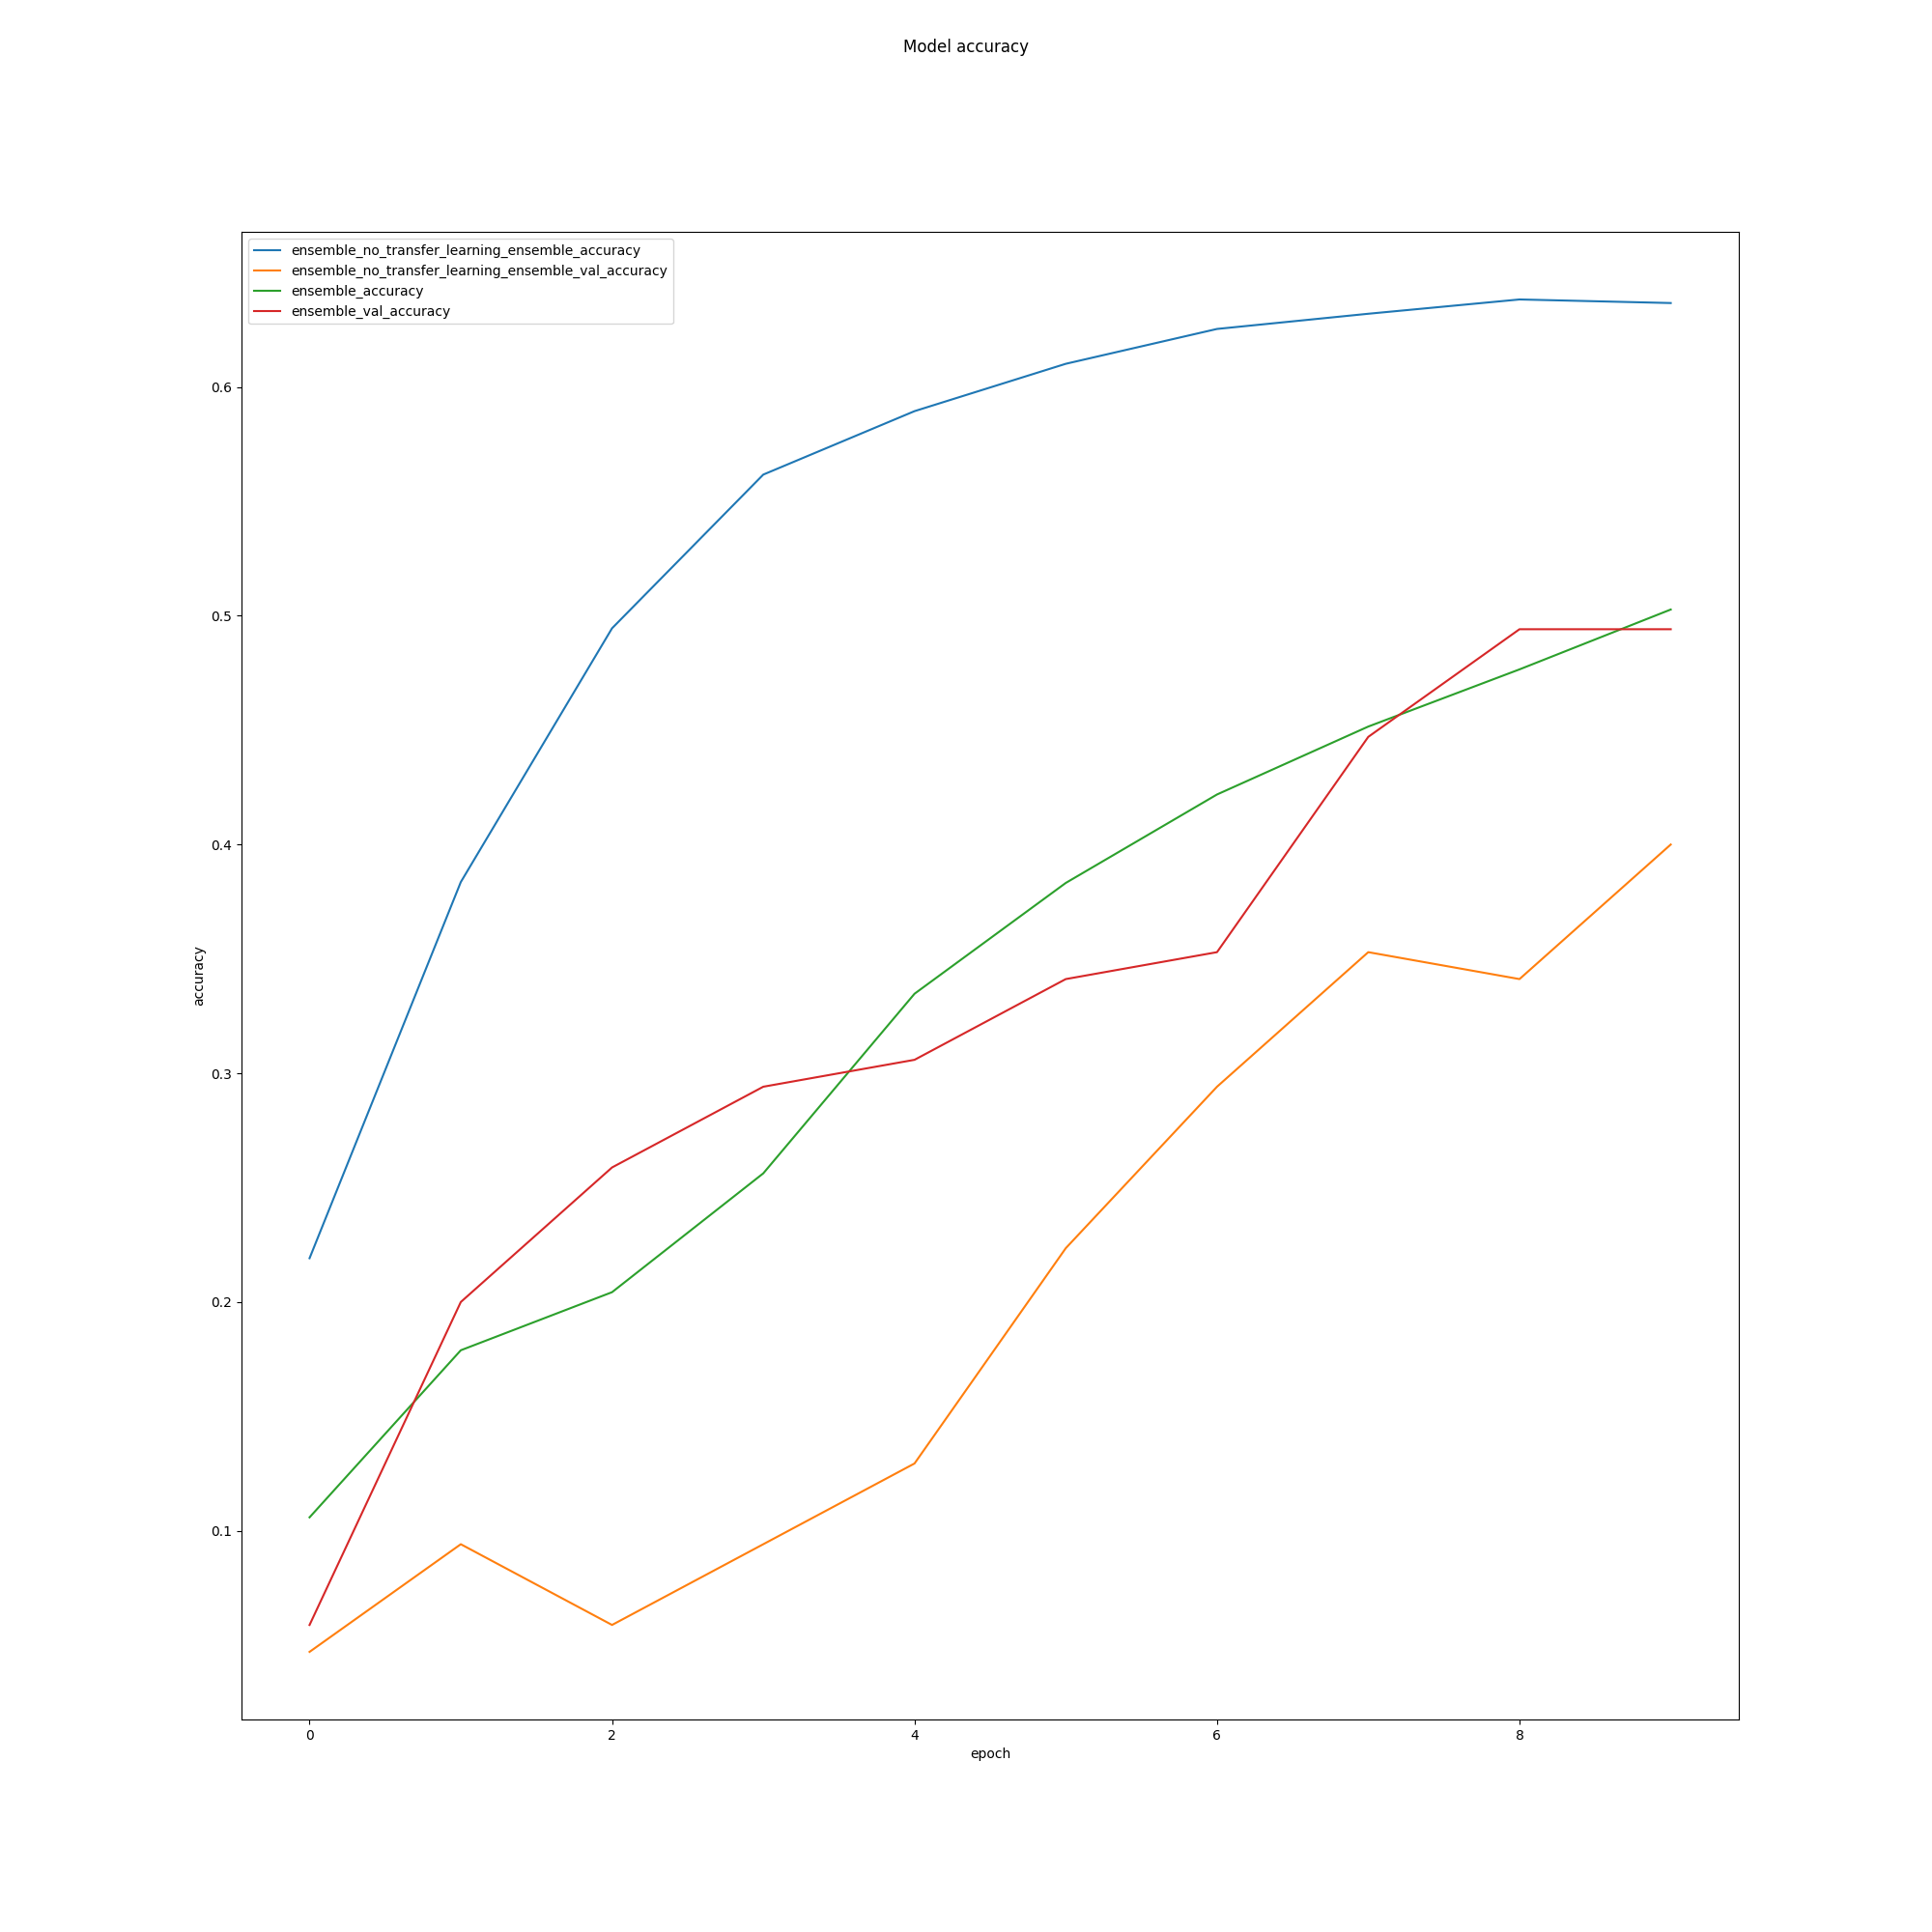 Model accuracy
ensemble_no_transfer_learning_ensemble_accuracy
ensemble_no_transfer_learning_ensemble_val_accuracy
ensemble_accuracy
ensemble_val_accuracy
0.6
0.5
0.4
0.3
0.2
0.1
accuracy
0 2 4 6 8
epoch